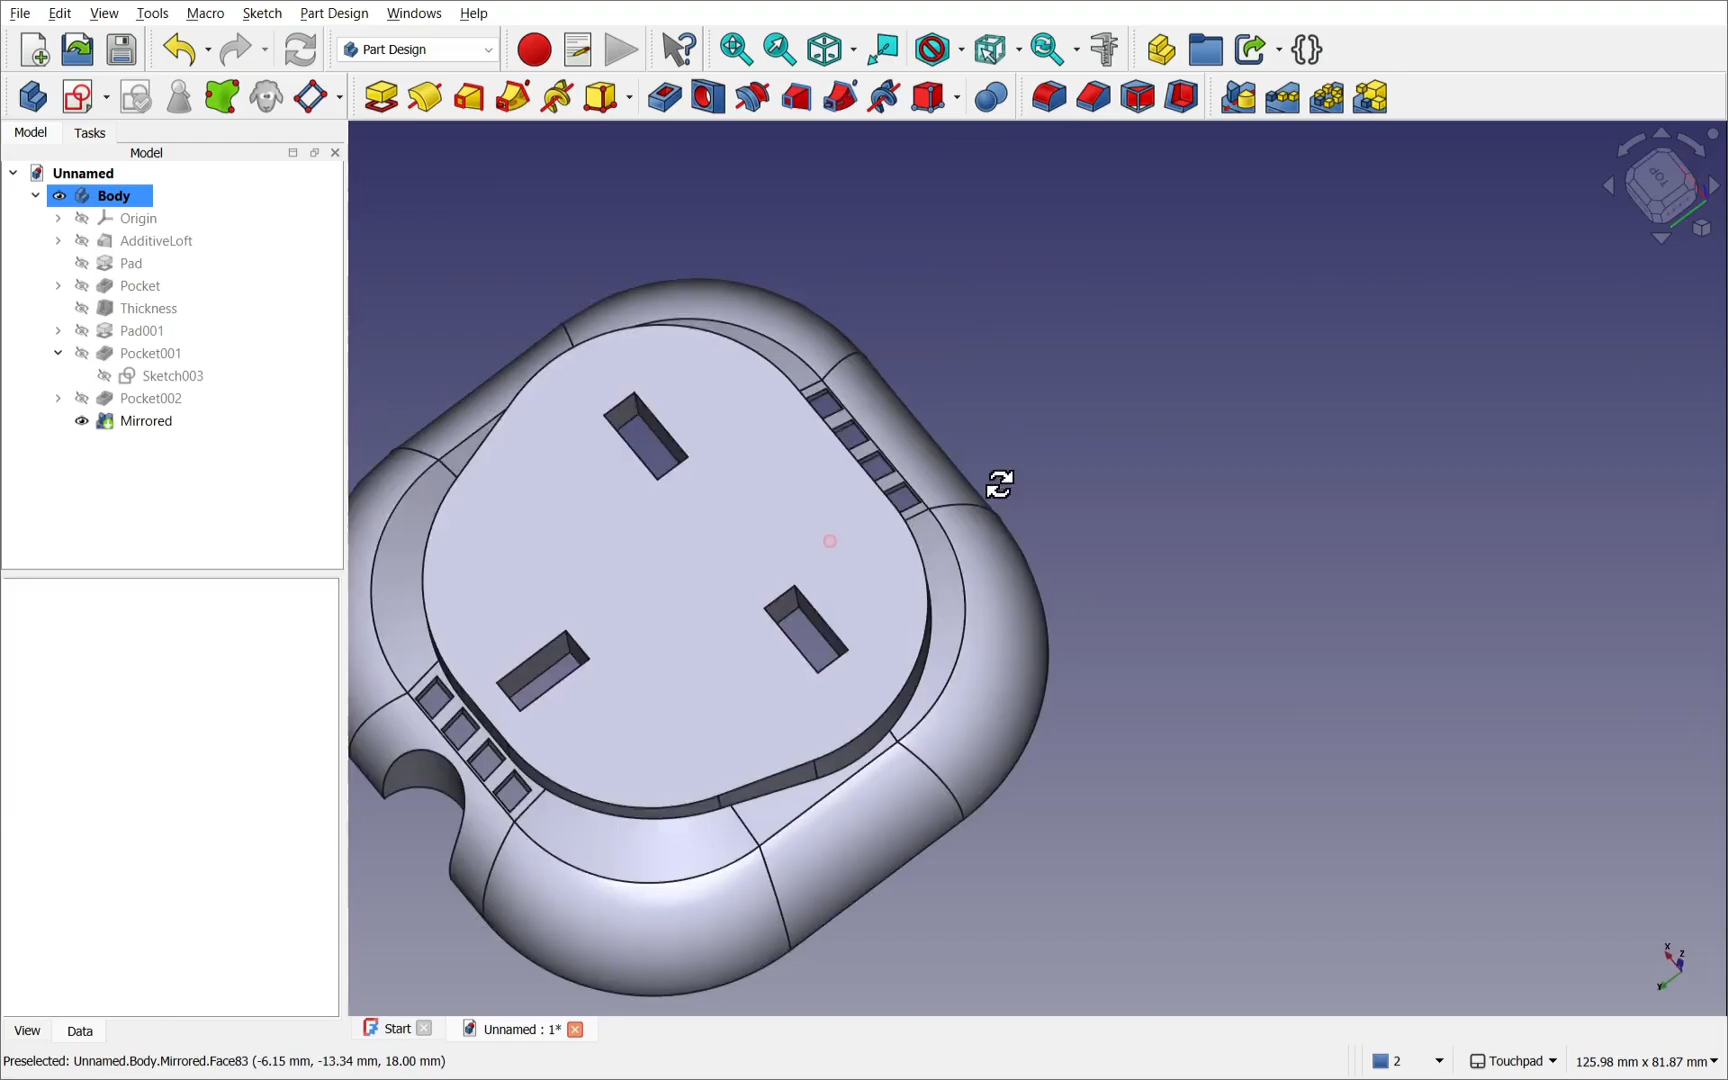 File Edit View Tools Macro Sketch Part Design Windows Help
Part Design
Model Tasks
Model
Unnamed
Body
Origin
AdditiveLoft
Pad
Pocket
Thickness
Pad001
Pocket001
Sketch003
Pocket002
Mirrored
TOP
X
Z
Y
View Data
Start
Unnamed : 1*
Preselected: Unnamed.Body.Mirrored.Face83 (-6.15 mm, -13.34 mm, 18.00 mm)
2
Touchpad
125.98 mm x 81.87 mm